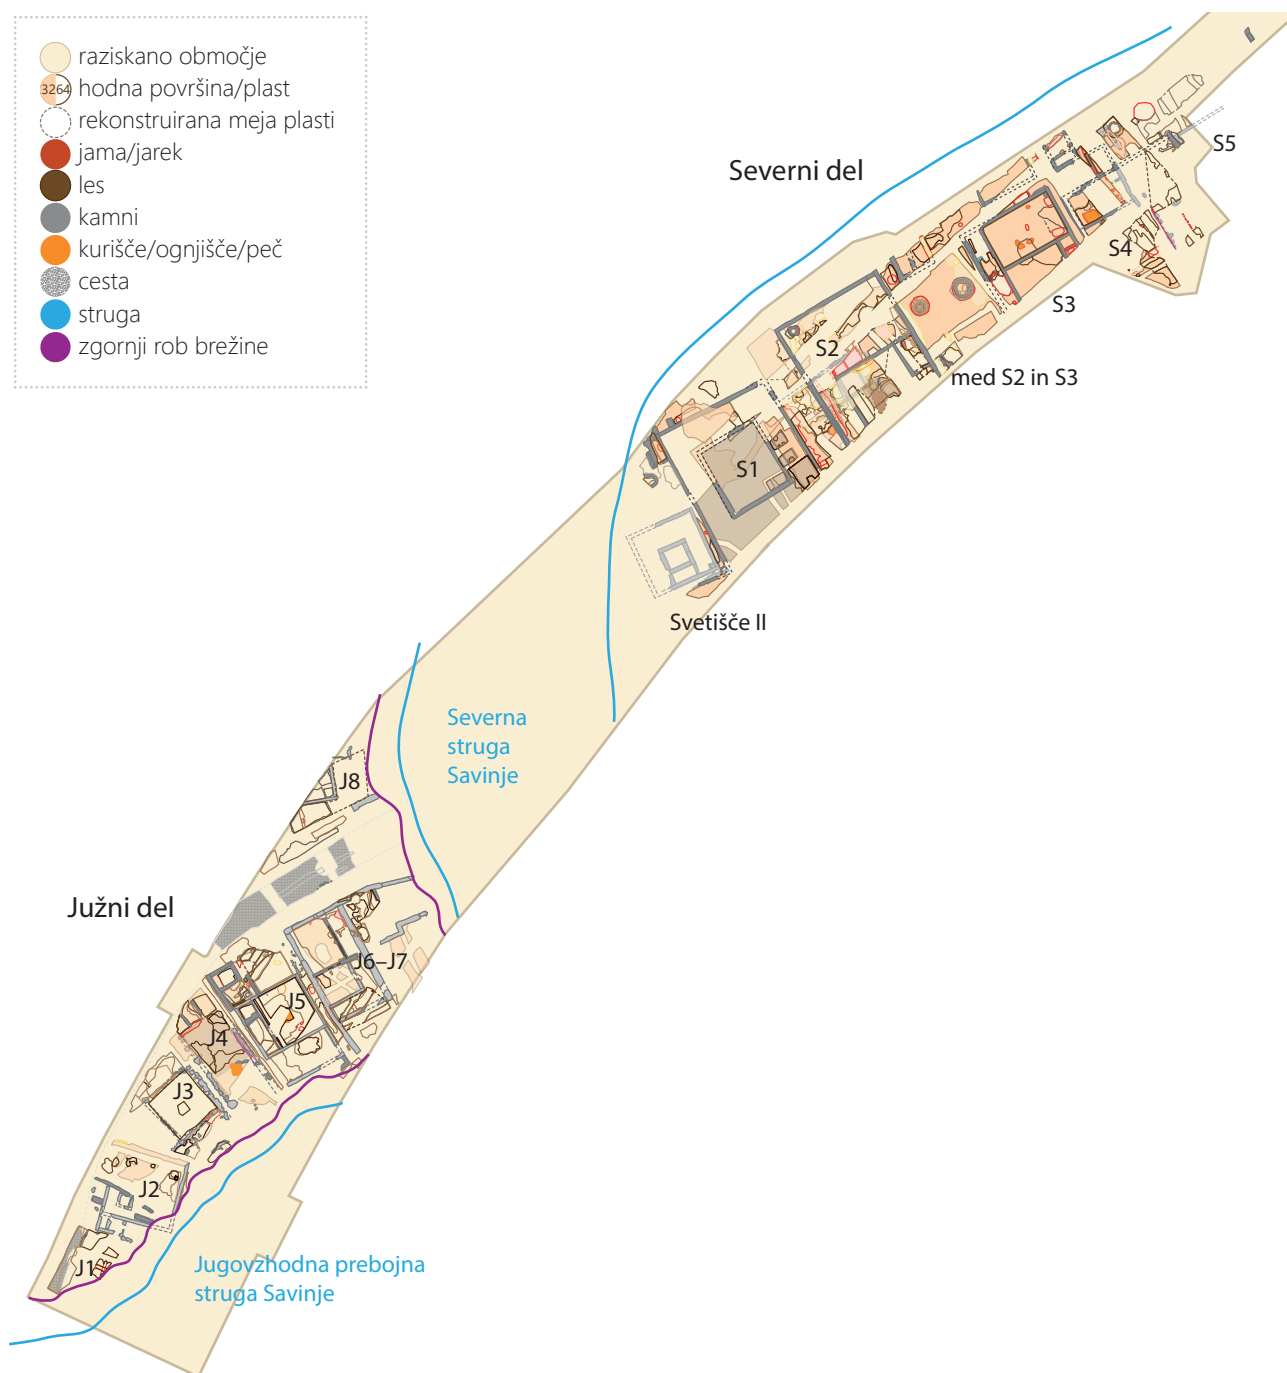 raziskano območje
3264 hodna površina/plast
rekonstruirana meja plasti
jama/jarek
les
kamni
kurišče/ognjišče/peč
cesta
struga
zgornji rob brežine
Severni del
S5
S4
S3
S2
med S2 in S3
S1
Svetišče II
Severna
struga
Savinje
J8
Južni del
J6–J7
J5
J4
J3
J2
J1
Jugovzhodna prebojna
struga Savinje